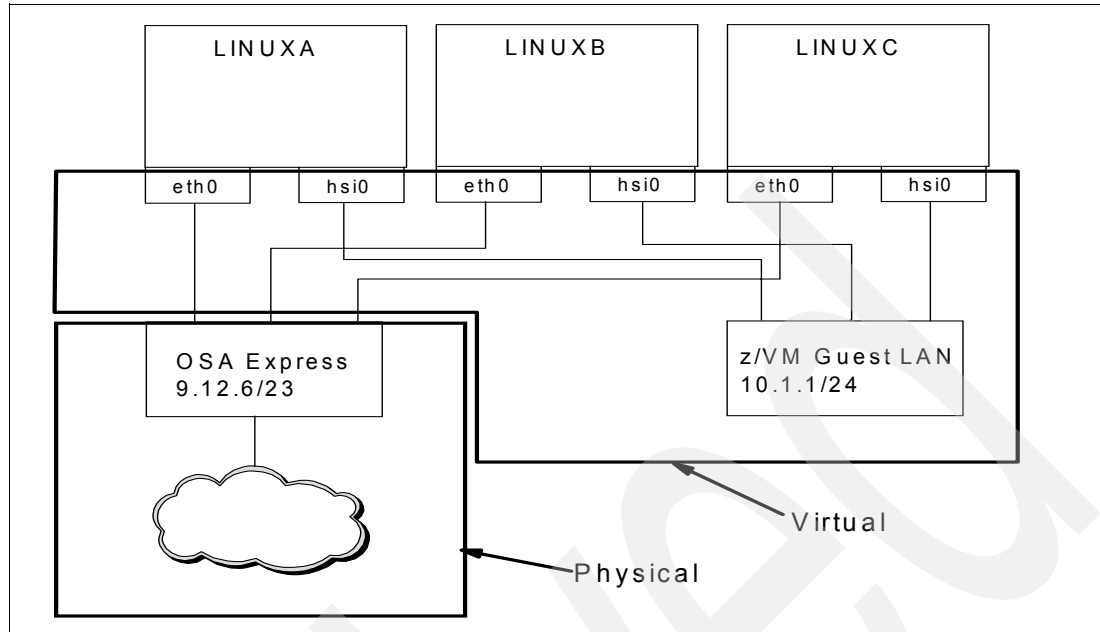 LINUXA
LINUXB
LINUXC
eth0
hsi0
eth0
hsi0
eth0
hsi0
OSA Express
9.12.6/23
z/VM Guest LAN
10.1.1/24
Virtual
Physical